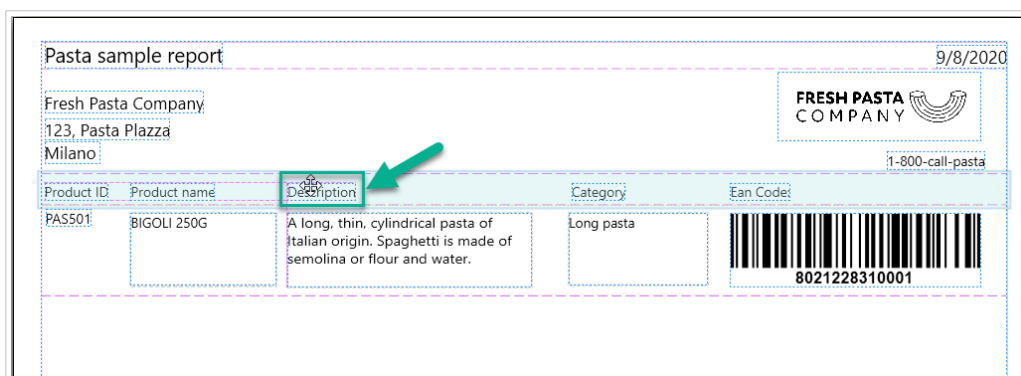 Pasta sample report 9/8/2020
Fresh Pasta Company
123, Pasta Plazza
Milano
FRESH PASTA
COMPANY
1-800-call-pasta
Product ID Product name Description Category Ean Code:
PAS501 BIGOLI 250G A long, thin, cylindrical pasta of Long pasta
Italian origin. Spaghetti is made of
semolina or flour and water.
8021228310001